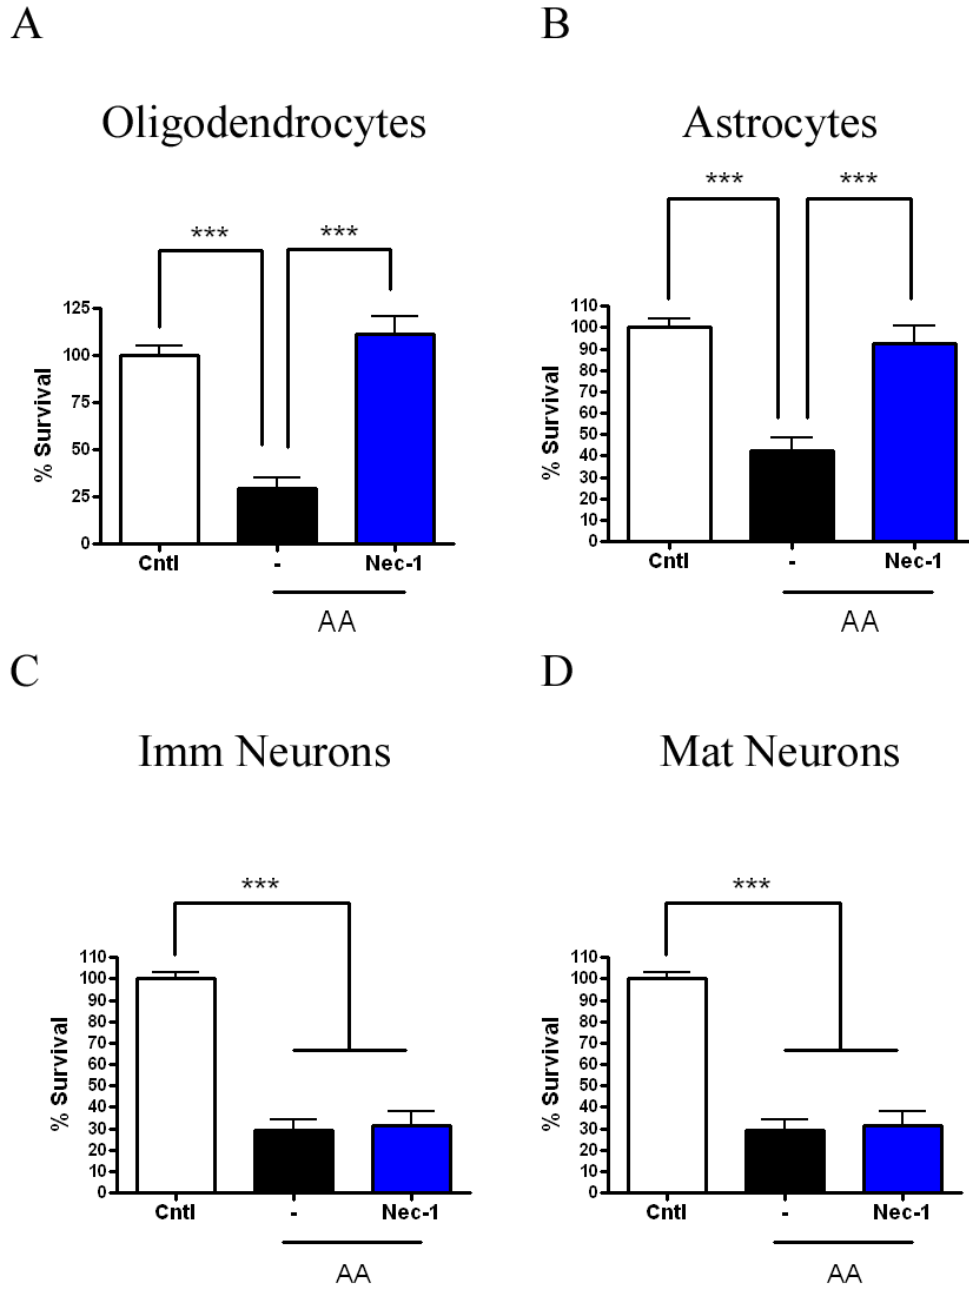 A
Oligodendrocytes
*** ***
% Survival
125
100
75
50
25
0
Cntl - Nec-1
AA
B
Astrocytes
*** ***
% Survival
110
100
90
80
70
60
50
40
30
20
10
0
Cntl - Nec-1
AA
C
Imm Neurons
***
% Survival
110
100
90
80
70
60
50
40
30
20
10
0
Cntl - Nec-1
AA
D
Mat Neurons
***
% Survival
110
100
90
80
70
60
50
40
30
20
10
0
Cntl - Nec-1
AA